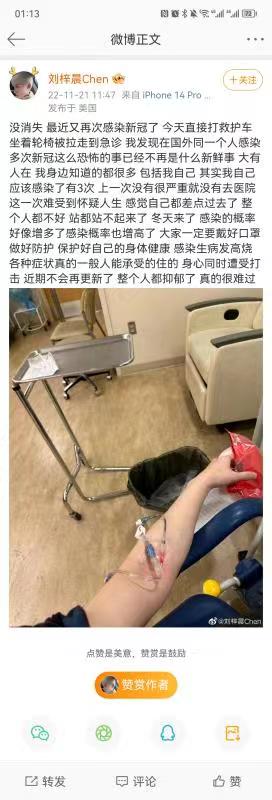 01:13
微博正文
刘梓晨Chen
+关注
22-11-21 11:47 来自 iPhone 14 Pro ...
发布于 美国
没消失 最近又再次感染新冠了 今天直接打救护车
坐着轮椅被拉走到急诊 我发现在国外同一个人感染
多次新冠这么恐怖的事已经不再是什么新鲜事 大有
人在 我身边知道的都很多 包括我自己 其实我自己
应该感染了有3次 上一次没有很严重就没有去医院
这一次难受到怀疑人生 感觉自己都差点过去了 整
个人都不好 站都站不起来了 冬天来了 感染的概率
好像增多了感染概率也增高了 大家一定要戴好口罩
做好防护 保护好自己的身体健康 感染生病发高烧
各种症状真的一般人能承受的住的 身心同时遭受打
击 近期不会再更新了 整个人都抑郁了 真的很难过
@刘梓晨Chen
点赞是美意，赞赏是鼓励
赞赏作者
转发
评论
赞